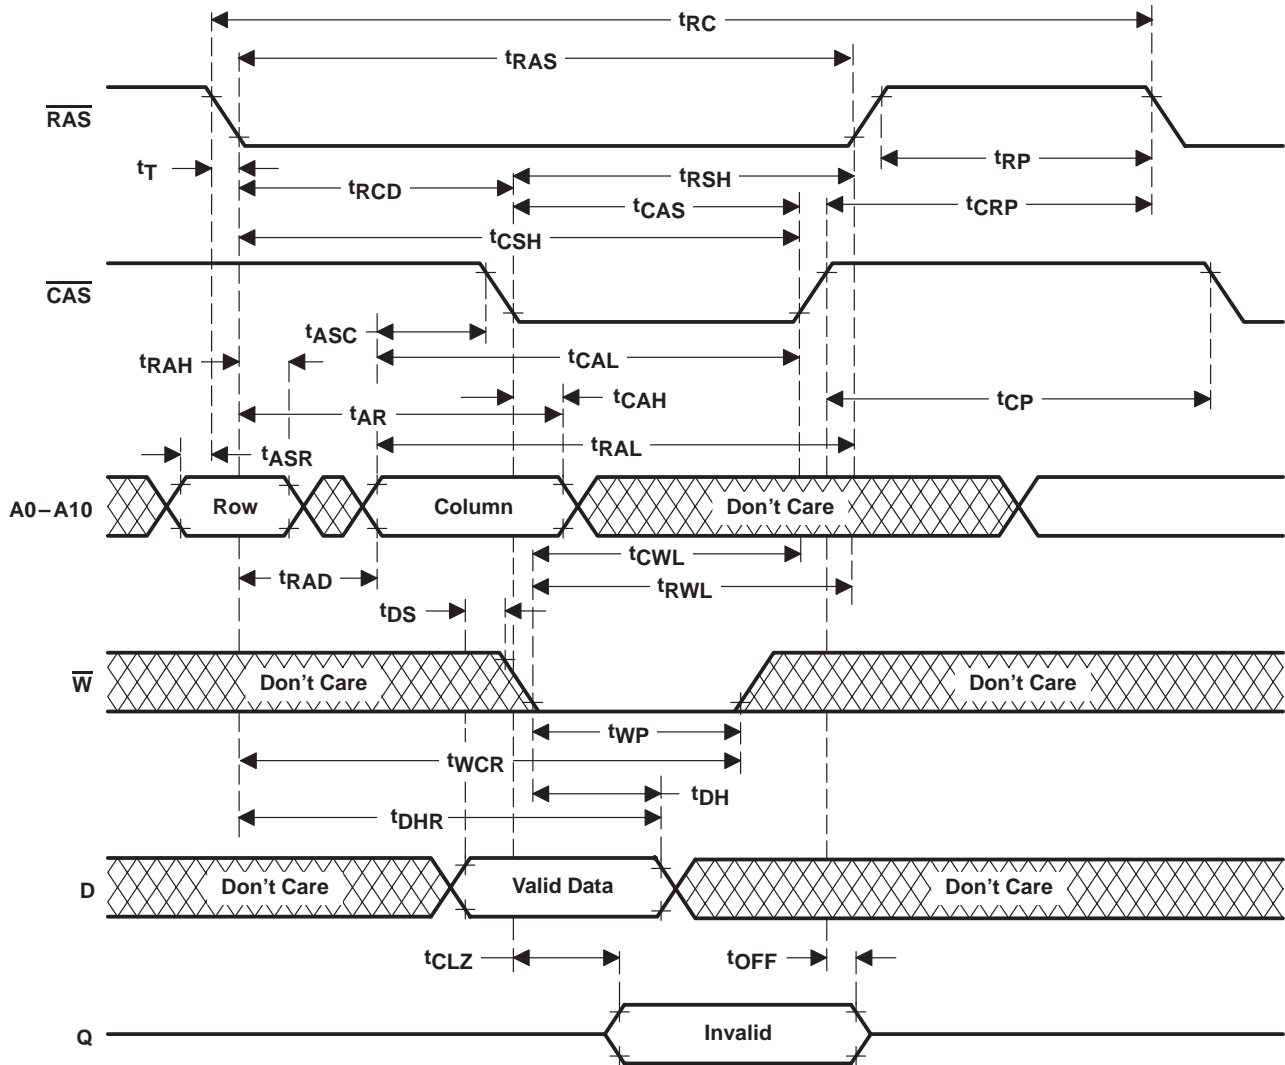 tRC
tRAS
RAS
tT
tRP
tRCD
tRSH
tCAS
tCRP
tCSH
CAS
tASC
tRAH
tCAL
tCAH
tCP
tAR
tRAL
tASR
A0–A10
Row
Column
Don't Care
tCWL
tRAD
tRWL
tDS
W
Don't Care
Don't Care
tWP
tWCR
tDH
tDHR
D
Don't Care
Valid Data
Don't Care
tCLZ
tOFF
Q
Invalid